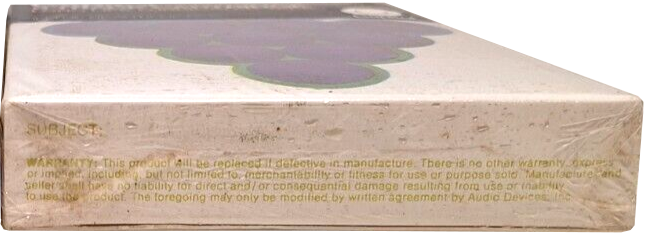 SUBJECT:
WARRANTY: This product will be replaced if defective in manufacture. There is no other warranty, express
or implied, including, but not limited to, merchantability or fitness for use or purpose sold. Manufacturer and
seller shall have no liability for direct and/or consequential damage resulting from use or inability
to use the product. The foregoing may only be modified by written agreement by Audio Devices, Inc.